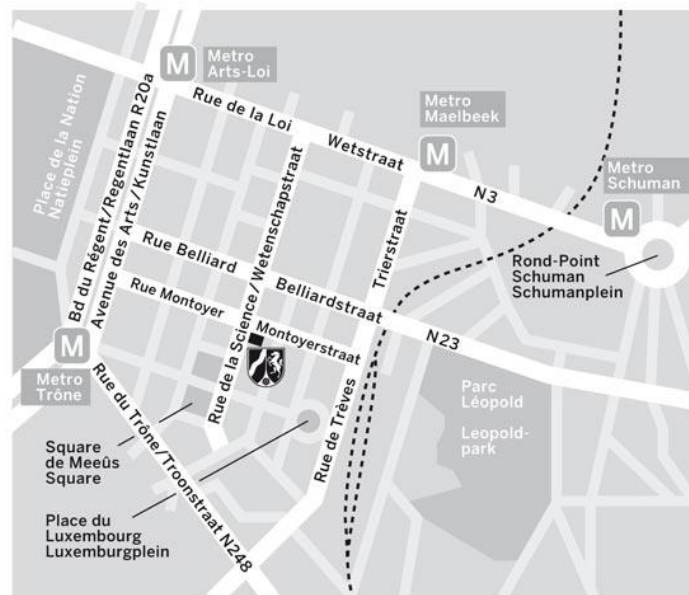 M
Metro
Arts-Loi
Place de la Nation
Natieplein
Bd du Régent/Regentlaan R20a
Avenue des Arts/Kunstlaan
Rue de la Loi
Wetstraat
N3
Metro
Maelbeek
M
Metro
Schuman
M
Rond-Point
Schuman
Schumanplein
Rue de la Science/Wetenschapstraat
Trierstraat
Rue Belliard
Belliardstraat
N23
Rue Montoyer
Montoyerstraat
M
Metro
Trône
Rue du Trône/Troonstraat N248
Rue de Trèves
Parc
Léopold
Leopold-
park
Square
de Meeûs
Square
Place du
Luxembourg
Luxemburgplein